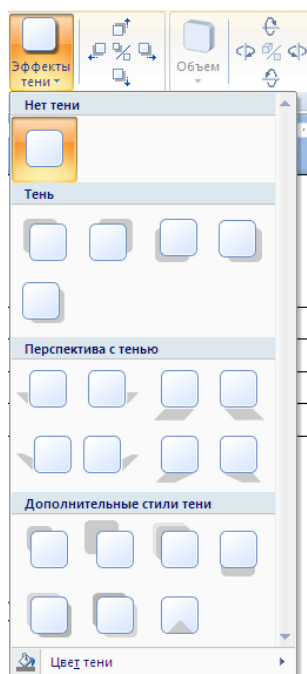 Эффекты
тени
Объем
Нет тени
Тень
Перспектива с тенью
Дополнительные стили тени
Цвет тени